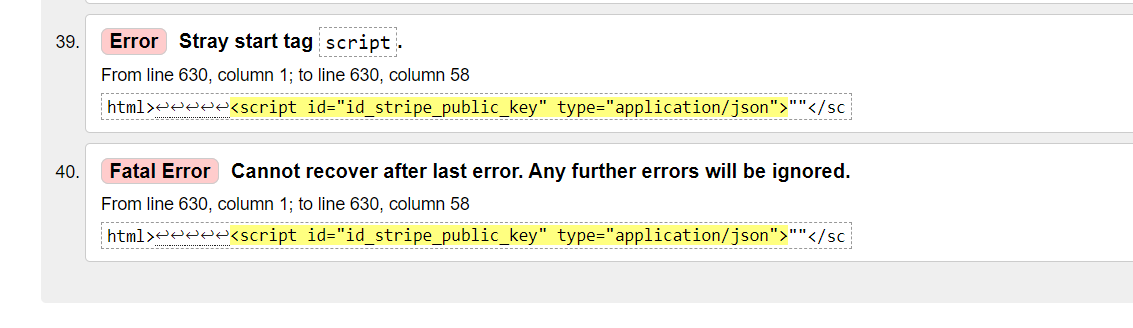 39. Error Stray start tag script.
From line 630, column 1; to line 630, column 58
html>↩↩↩↩↩<script id="id_stripe_public_key" type="application/json">""</sc
40. Fatal Error Cannot recover after last error. Any further errors will be ignored.
From line 630, column 1; to line 630, column 58
html>↩↩↩↩↩<script id="id_stripe_public_key" type="application/json">""</sc